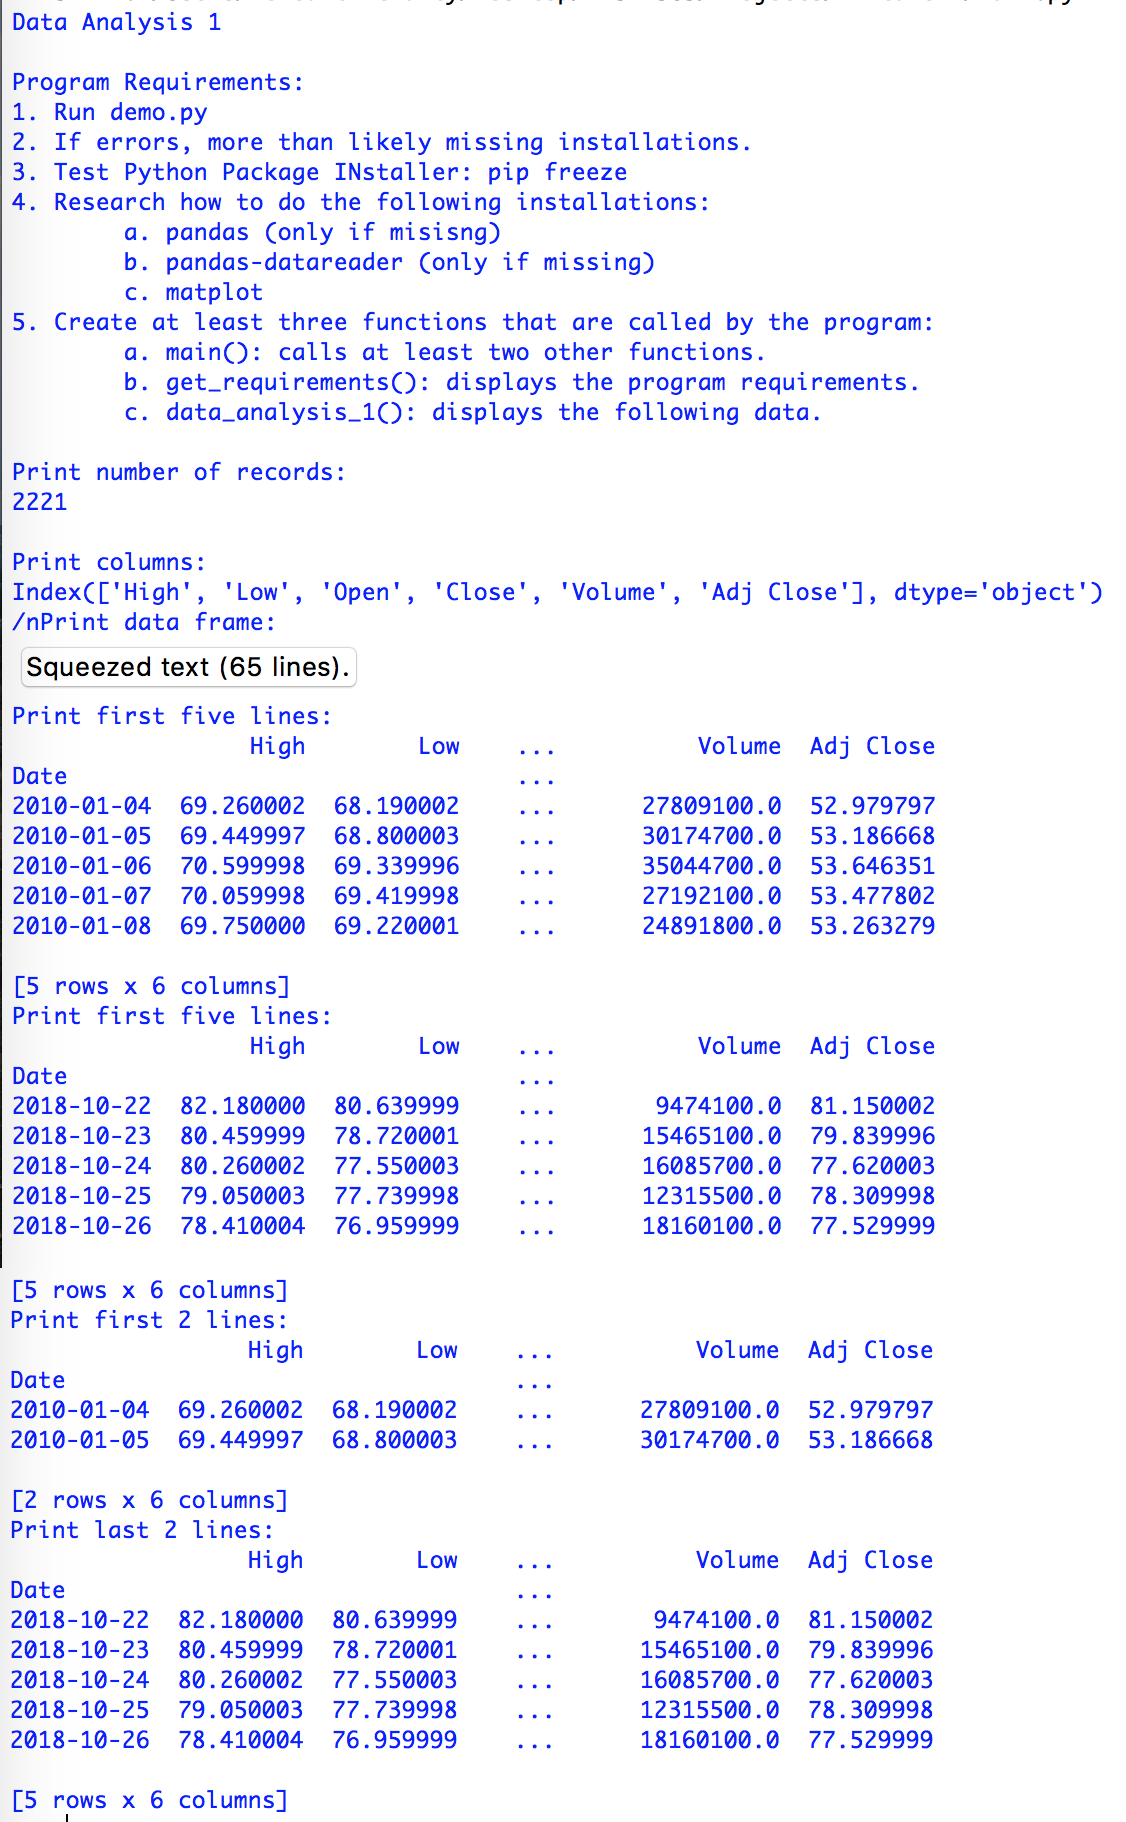 Data Analysis 1
Program Requirements:
1. Run demo.py
2. If errors, more than likely missing installations.
3. Test Python Package INstaller: pip freeze
4. Research how to do the following installations:
a. pandas (only if misisng)
b. pandas-datareader (only if missing)
c. matplot
5. Create at least three functions that are called by the program:
a. main(): calls at least two other functions.
b. get_requirements(): displays the program requirements.
c. data_analysis_1(): displays the following data.
Print number of records:
2221
Print columns:
Index(['High', 'Low', 'Open', 'Close', 'Volume', 'Adj Close'], dtype='object')
/nPrint data frame:
Squeezed text (65 lines).
Print first five lines:
High Low ... Volume Adj Close
Date ...
2010-01-04 69.260002 68.190002 ... 27809100.0 52.979797
2010-01-05 69.449997 68.800003 ... 30174700.0 53.186668
2010-01-06 70.599998 69.339996 ... 35044700.0 53.646351
2010-01-07 70.059998 69.419998 ... 27192100.0 53.477802
2010-01-08 69.750000 69.220001 ... 24891800.0 53.263279
[5 rows x 6 columns]
Print first five lines:
High Low ... Volume Adj Close
Date ...
2018-10-22 82.180000 80.639999 ... 9474100.0 81.150002
2018-10-23 80.459999 78.720001 ... 15465100.0 79.839996
2018-10-24 80.260002 77.550003 ... 16085700.0 77.620003
2018-10-25 79.050003 77.739998 ... 12315500.0 78.309998
2018-10-26 78.410004 76.959999 ... 18160100.0 77.529999
[5 rows x 6 columns]
Print first 2 lines:
High Low ... Volume Adj Close
Date ...
2010-01-04 69.260002 68.190002 ... 27809100.0 52.979797
2010-01-05 69.449997 68.800003 ... 30174700.0 53.186668
[2 rows x 6 columns]
Print last 2 lines:
High Low ... Volume Adj Close
Date ...
2018-10-22 82.180000 80.639999 ... 9474100.0 81.150002
2018-10-23 80.459999 78.720001 ... 15465100.0 79.839996
2018-10-24 80.260002 77.550003 ... 16085700.0 77.620003
2018-10-25 79.050003 77.739998 ... 12315500.0 78.309998
2018-10-26 78.410004 76.959999 ... 18160100.0 77.529999
[5 rows x 6 columns]